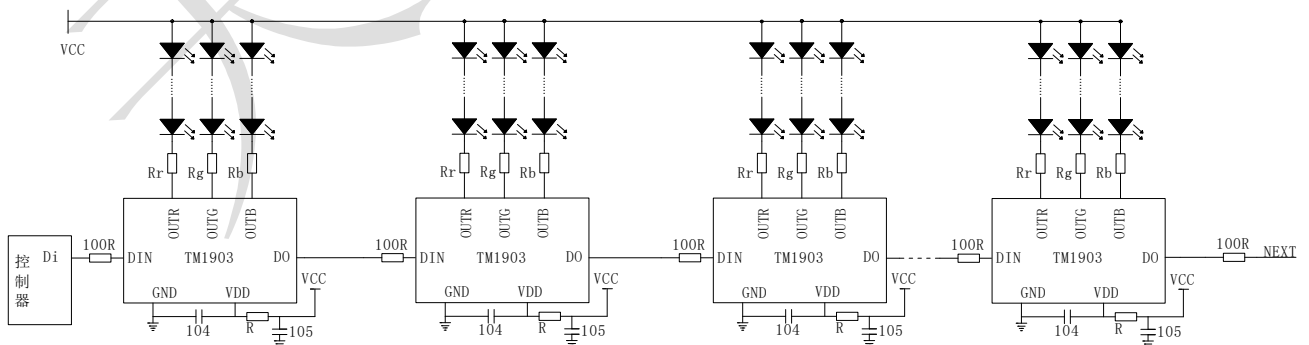 VCC
Rr Rg Rb Rr Rg Rb Rr Rg Rb Rr Rg Rb
OUTR OUTG OUTB OUTR OUTG OUTB OUTR OUTG OUTB OUTR OUTG OUTB
控制器 Di 100R DIN TM1903 DO 100R DIN TM1903 DO 100R DIN TM1903 DO 100R DIN TM1903 DO 100R NEXT
GND VDD VCC GND VDD VCC GND VDD VCC GND VDD VCC
104 R 105 104 R 105 104 R 105 104 R 105